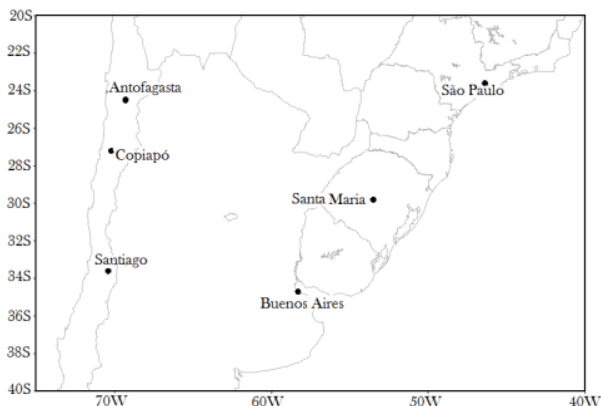 20S
22S
24S
26S
28S
30S
32S
34S
36S
38S
40S
Antofagasta
São Paulo
Copiapó
Santa Maria
Santiago
Buenos Aires
70W
60W
50W
40W